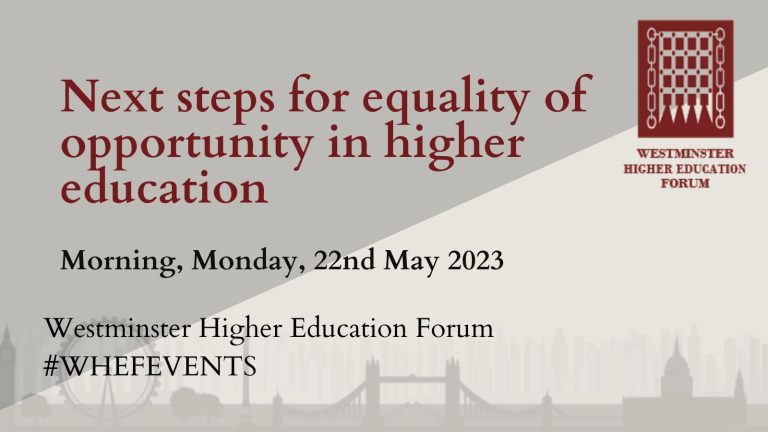 Next steps for equality of
opportunity in higher
education
Morning, Monday, 22nd May 2023
Westminster Higher Education Forum
#WHEFEVENTS
WESTMINSTER
HIGHER EDUCATION
FORUM